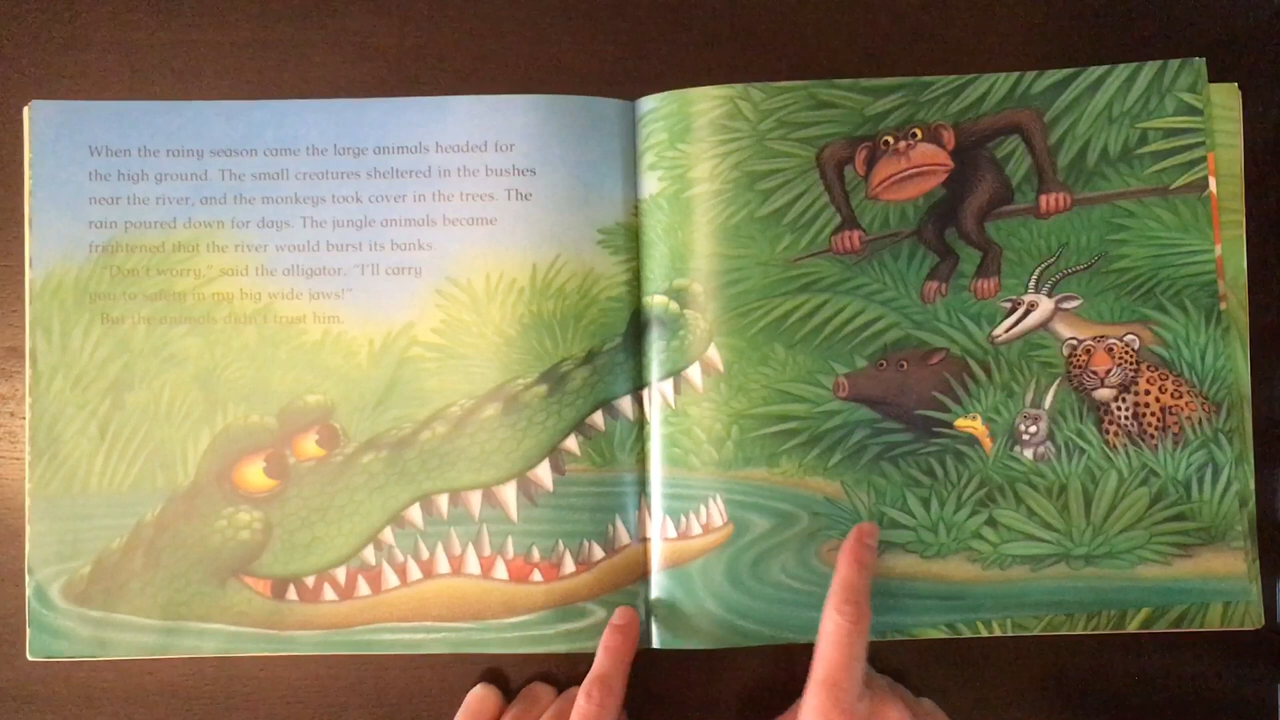 When the rainy season came the large animals headed for
the high ground. The small creatures sheltered in the bushes
near the river, and the monkeys took cover in the trees. The
rain poured down for days. The jungle animals became
frightened that the river would burst its banks.
"Don't worry," said the alligator. "I'll carry
you to safety in my big wide jaws!"
But the animals didn't trust him.